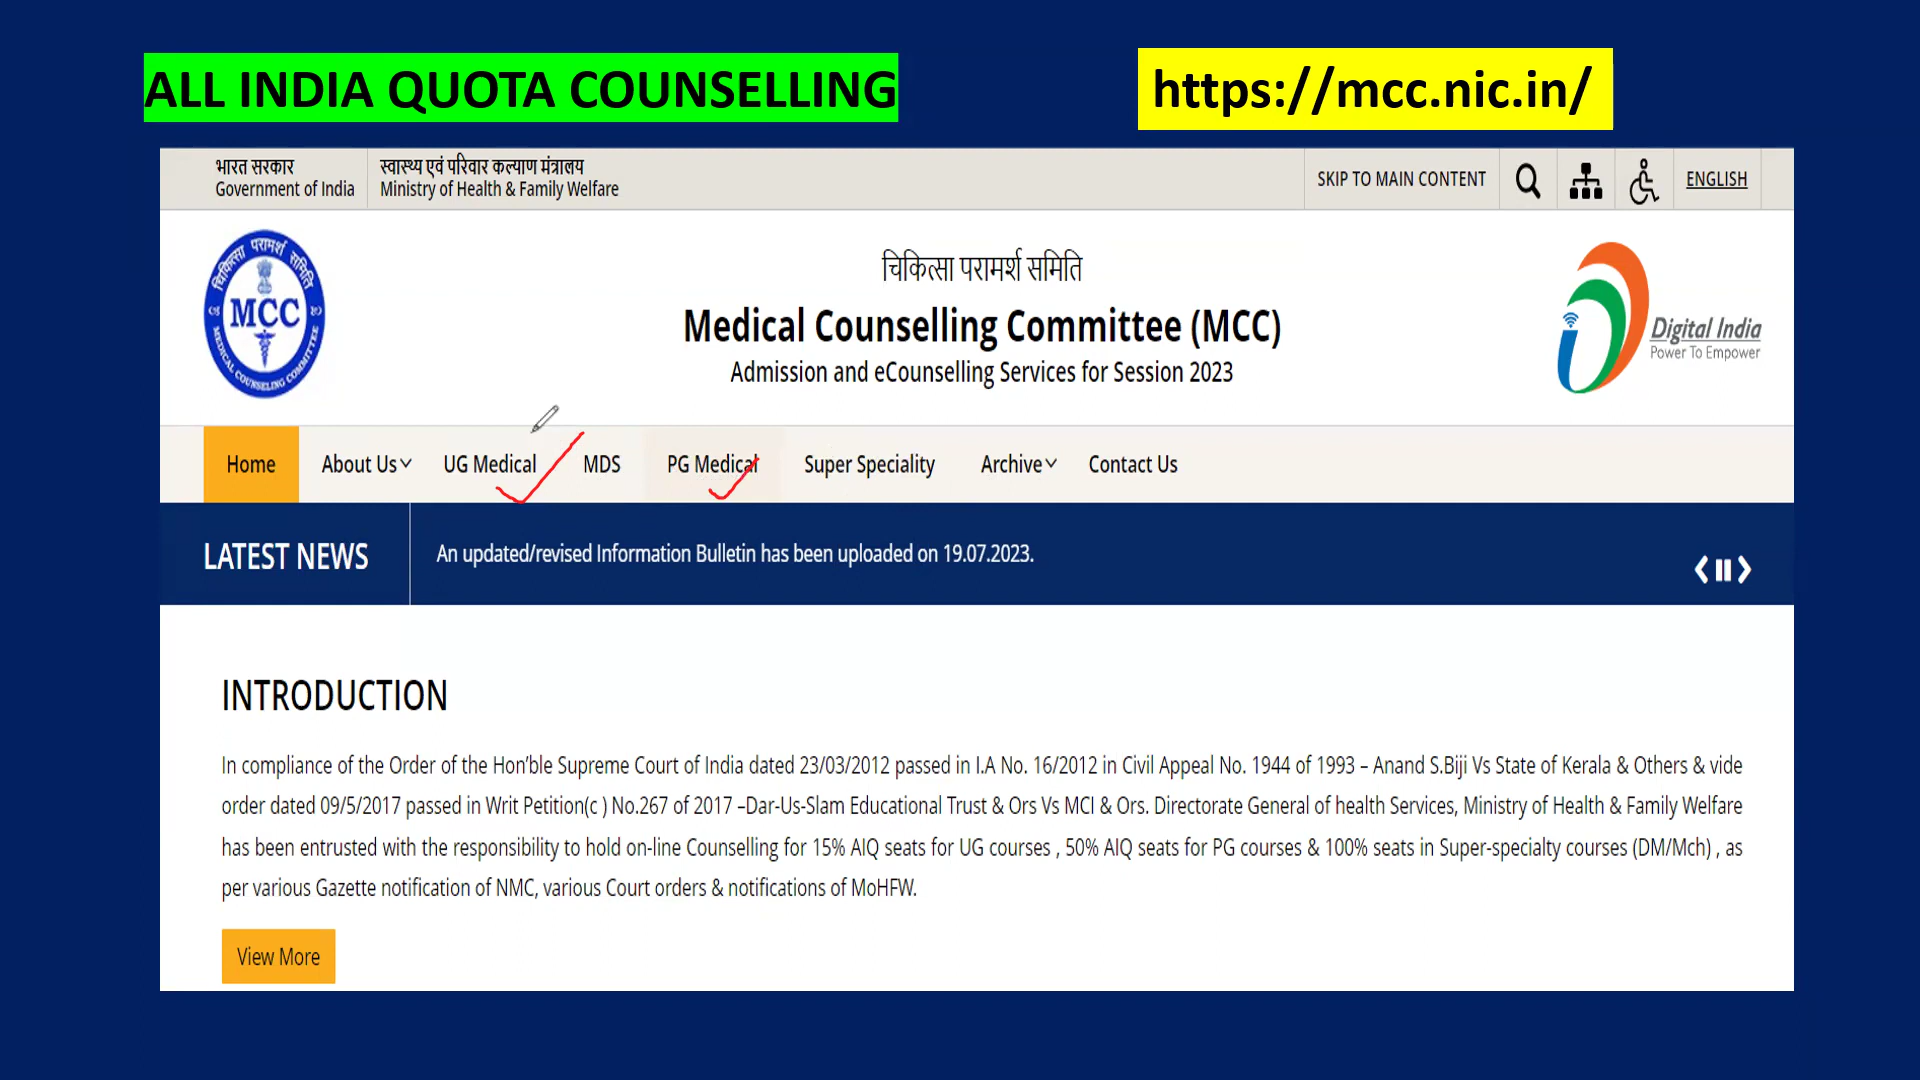 ALL INDIA QUOTA COUNSELLING
https://mcc.nic.in/
भारत सरकार
Government of India
स्वास्थ्य एवं परिवार कल्याण मंत्रालय
Ministry of Health & Family Welfare
SKIP TO MAIN CONTENT
ENGLISH
चिकित्सा परामर्श समिति
MCC
MEDICAL COUNSELING COMMITTEE
चिकित्सा परामर्श समिति
Medical Counselling Committee (MCC)
Admission and eCounselling Services for Session 2023
Digital India
Power To Empower
Home
About Us
UG Medical
MDS
PG Medical
Super Speciality
Archive
Contact Us
LATEST NEWS
An updated/revised Information Bulletin has been uploaded on 19.07.2023.
INTRODUCTION
In compliance of the Order of the Hon’ble Supreme Court of India dated 23/03/2012 passed in I.A No. 16/2012 in Civil Appeal No. 1944 of 1993 – Anand S.Biji Vs State of Kerala & Others & vide
order dated 09/5/2017 passed in Writ Petition(c ) No.267 of 2017 –Dar-Us-Slam Educational Trust & Ors Vs MCI & Ors. Directorate General of health Services, Ministry of Health & Family Welfare
has been entrusted with the responsibility to hold on-line Counselling for 15% AIQ seats for UG courses , 50% AIQ seats for PG courses & 100% seats in Super-specialty courses (DM/Mch) , as
per various Gazette notification of NMC, various Court orders & notifications of MoHFW.
View More